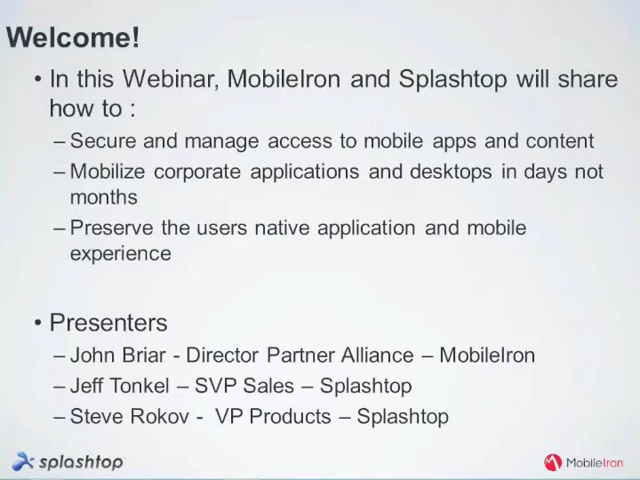 Welcome!
• In this Webinar, MobileIron and Splashtop will share
how to :
– Secure and manage access to mobile apps and content
– Mobilize corporate applications and desktops in days not
months
– Preserve the users native application and mobile
experience
• Presenters
– John Briar - Director Partner Alliance – MobileIron
– Jeff Tonkel – SVP Sales – Splashtop
– Steve Rokov - VP Products – Splashtop
splashtop
MobileIron